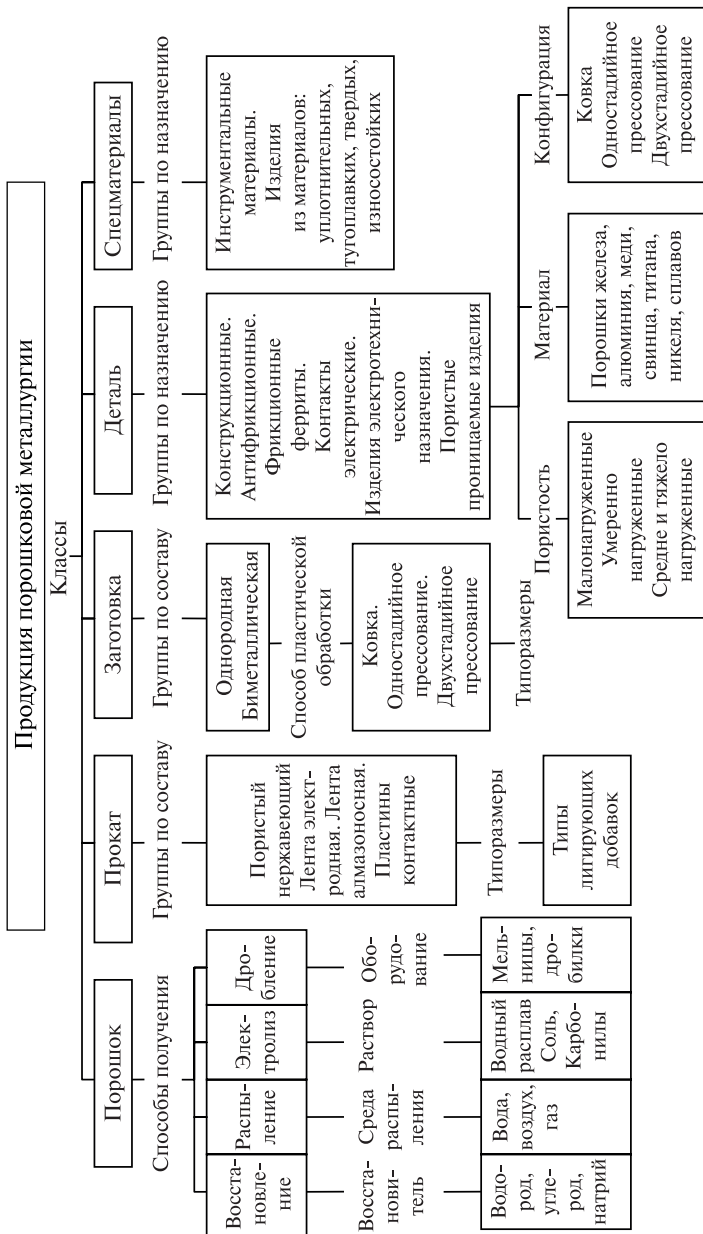 Продукция порошковой металлургии
Классы
Порошок
Прокат
Заготовка
Деталь
Спецматериалы
Способы получения
Группы по составу
Группы по составу
Группы по назначению
Группы по назначению
Восста-
новле-
ние
Распы-
ление
Элек-
тролиз
Дро-
бление
Восста-
нови-
тель
Среда
распы-
ления
Раствор
Обо-
рудо-
вание
Водо-
род,
угле-
род,
натрий
Вода,
воздух,
газ
Водный
расплав
Соль,
Карбо-
нилы
Мель-
ницы,
дро-
билки
Пористый
нержавеющий
Лента элект-
родная. Лента
алмазоносная.
Пластины
контактные
Типоразмеры
Типы
лигирующих
добавок
Однородная
Биметаллическая
Способ пластической
обработки
Ковка.
Одностадийное
прессование.
Двухстадийное
прессование
Типоразмеры
Конструкционные.
Антифрикционные.
Фрикционные
ферриты.
Контакты
электрические.
Изделия электротехни-
ческого
назначения.
Пористые
проницаемые изделия
Инструментальные
материалы.
Изделия
из материалов:
уплотнительных,
тугоплавких, твердых,
износостойких
Пористость
Материал
Конфигурация
Малонагруженные
Умеренно
нагруженные
Средне и тяжело
нагруженные
Порошки железа,
алюминия, меди,
свинца, титана,
никеля, сплавов
Ковка
Одностадийное
прессование
Двухстадийное
прессование